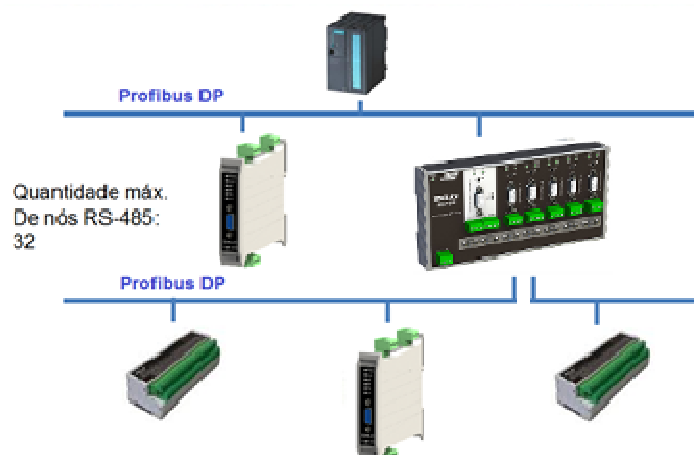 Profibus DP
Quantidade máx.
De nós RS-485:
32
Profibus DP